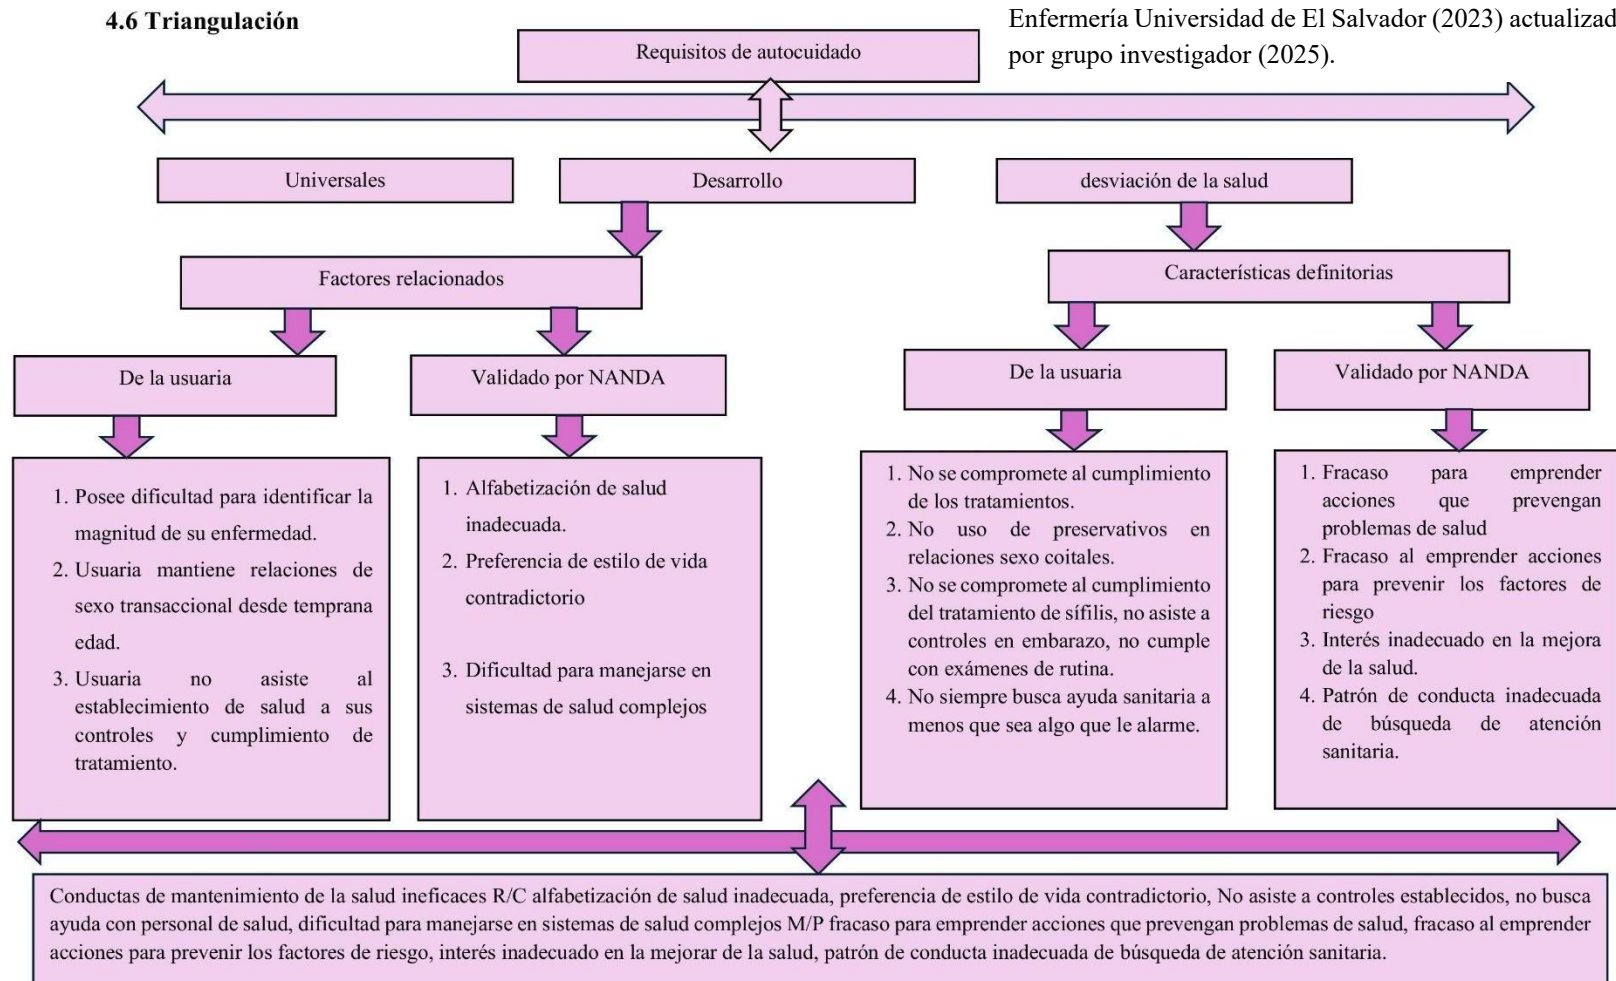 4.6 Triangulación
Enfermería Universidad de El Salvador (2023) actualizad
por grupo investigador (2025).
Requisitos de autocuidado
Universales
Desarrollo
desviación de la salud
Factores relacionados
Características definitorias
De la usuaria
Validado por NANDA
De la usuaria
Validado por NANDA
1. Posee dificultad para identificar la
magnitud de su enfermedad.
2. Usuaria mantiene relaciones de
sexo transaccional desde temprana
edad.
3. Usuaria no asiste al
establecimiento de salud a sus
controles y cumplimiento de
tratamiento.
1. Alfabetización de salud
inadecuada.
2. Preferencia de estilo de vida
contradictorio
3. Dificultad para manejarse en
sistemas de salud complejos
1. No se compromete al cumplimiento
de los tratamientos.
2. No uso de preservativos en
relaciones sexo coitales.
3. No se compromete al cumplimiento
del tratamiento de sífilis, no asiste a
controles en embarazo, no cumple
con exámenes de rutina.
4. No siempre busca ayuda sanitaria a
menos que sea algo que le alarme.
1. Fracaso para emprender
acciones que prevengan
problemas de salud
2. Fracaso al emprender acciones
para prevenir los factores de
riesgo
3. Interés inadecuado en la mejora
de la salud.
4. Patrón de conducta inadecuada
de búsqueda de atención
sanitaria.
Conductas de mantenimiento de la salud ineficaces R/C alfabetización de salud inadecuada, preferencia de estilo de vida contradictorio, No asiste a controles establecidos, no busca
ayuda con personal de salud, dificultad para manejarse en sistemas de salud complejos M/P fracaso para emprender acciones que prevengan problemas de salud, fracaso al emprender
acciones para prevenir los factores de riesgo, interés inadecuado en la mejorar de la salud, patrón de conducta inadecuada de búsqueda de atención sanitaria.